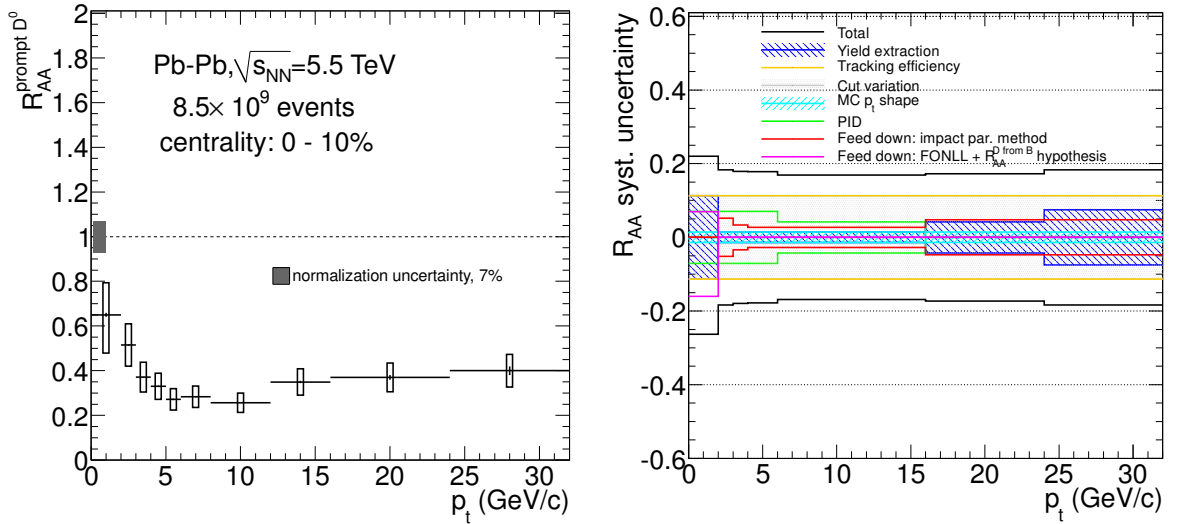 R_AA^prompt D^0
2
1.8
1.6
1.4
1.2
1
0.8
0.6
0.4
0.2
0
Pb-Pb,√s_NN=5.5 TeV
8.5× 10^9 events
centrality: 0 - 10%
normalization uncertainty, 7%
0 5 10 15 20 25 30
p_t (GeV/c)
R_AA syst. uncertainty
0.6
0.4
0.2
0
-0.2
-0.4
-0.6
Total
Yield extraction
Tracking efficiency
Cut variation
MC p_t shape
PID
Feed down: impact par. method
Feed down: FONLL + R_AA^D from B hypothesis
0 5 10 15 20 25 30
p_t (GeV/c)